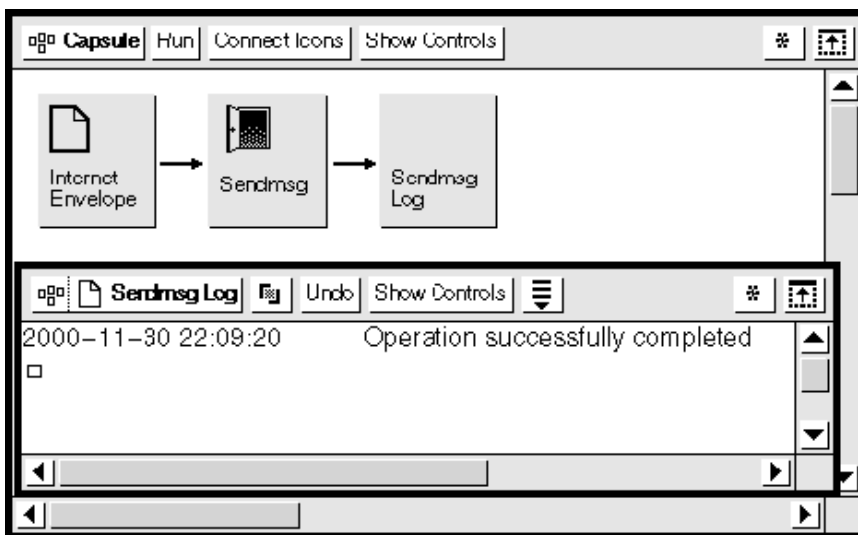 Capsule Run Connect Icons Show Controls *
Internet
Envelope
Sendmsg
Sendmsg
Log
Sendmsg Log Undo Show Controls *
2000-11-30 22:09:20 Operation successfully completed